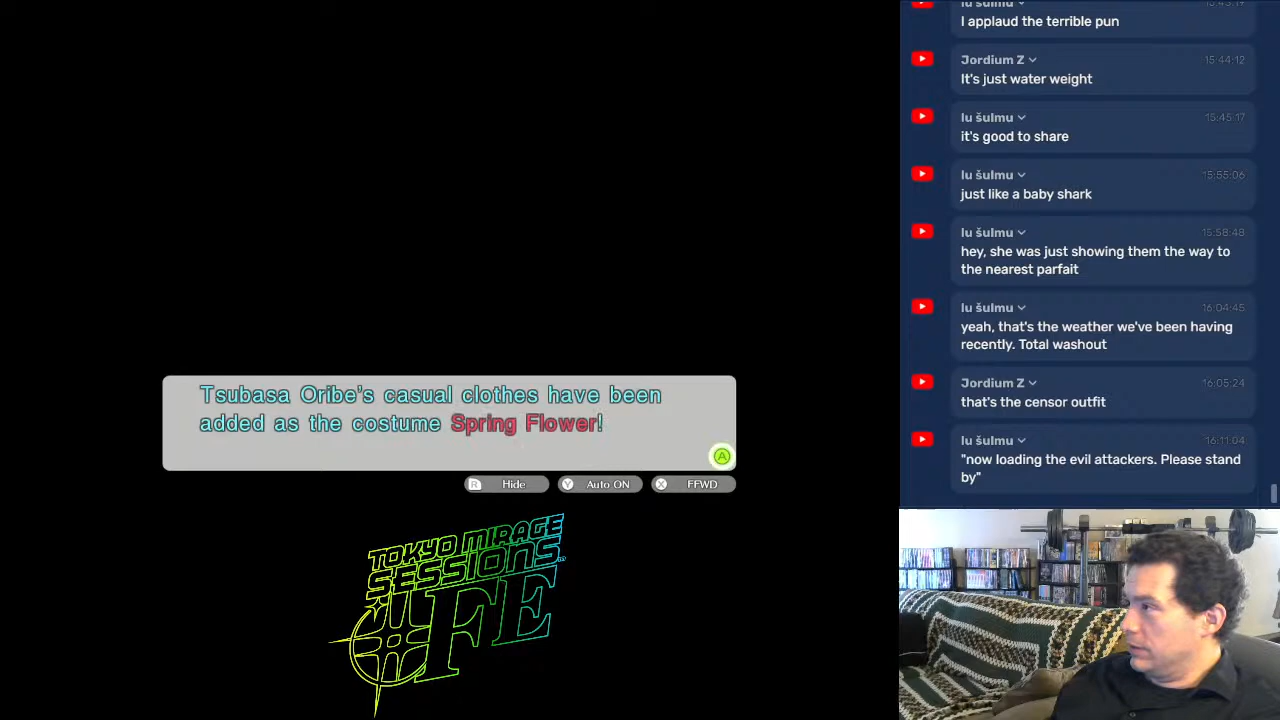 Tsubasa Oribe's casual clothes have been
added as the costume Spring Flower!
A
R Hide
Y Auto ON
X FFWD
TOKYO MIRAGE
SESSIONS
FE
lu šulmu
I applaud the terrible pun
Jordium Z 15:44:12
It's just water weight
lu šulmu 15:45:17
it's good to share
lu šulmu 15:55:06
just like a baby shark
lu šulmu 15:58:48
hey, she was just showing them the way to
the nearest parfait
lu šulmu 16:04:45
yeah, that's the weather we've been having
recently. Total washout
Jordium Z 16:05:24
that's the censor outfit
lu šulmu 16:11:04
"now loading the evil attackers. Please stand
by"